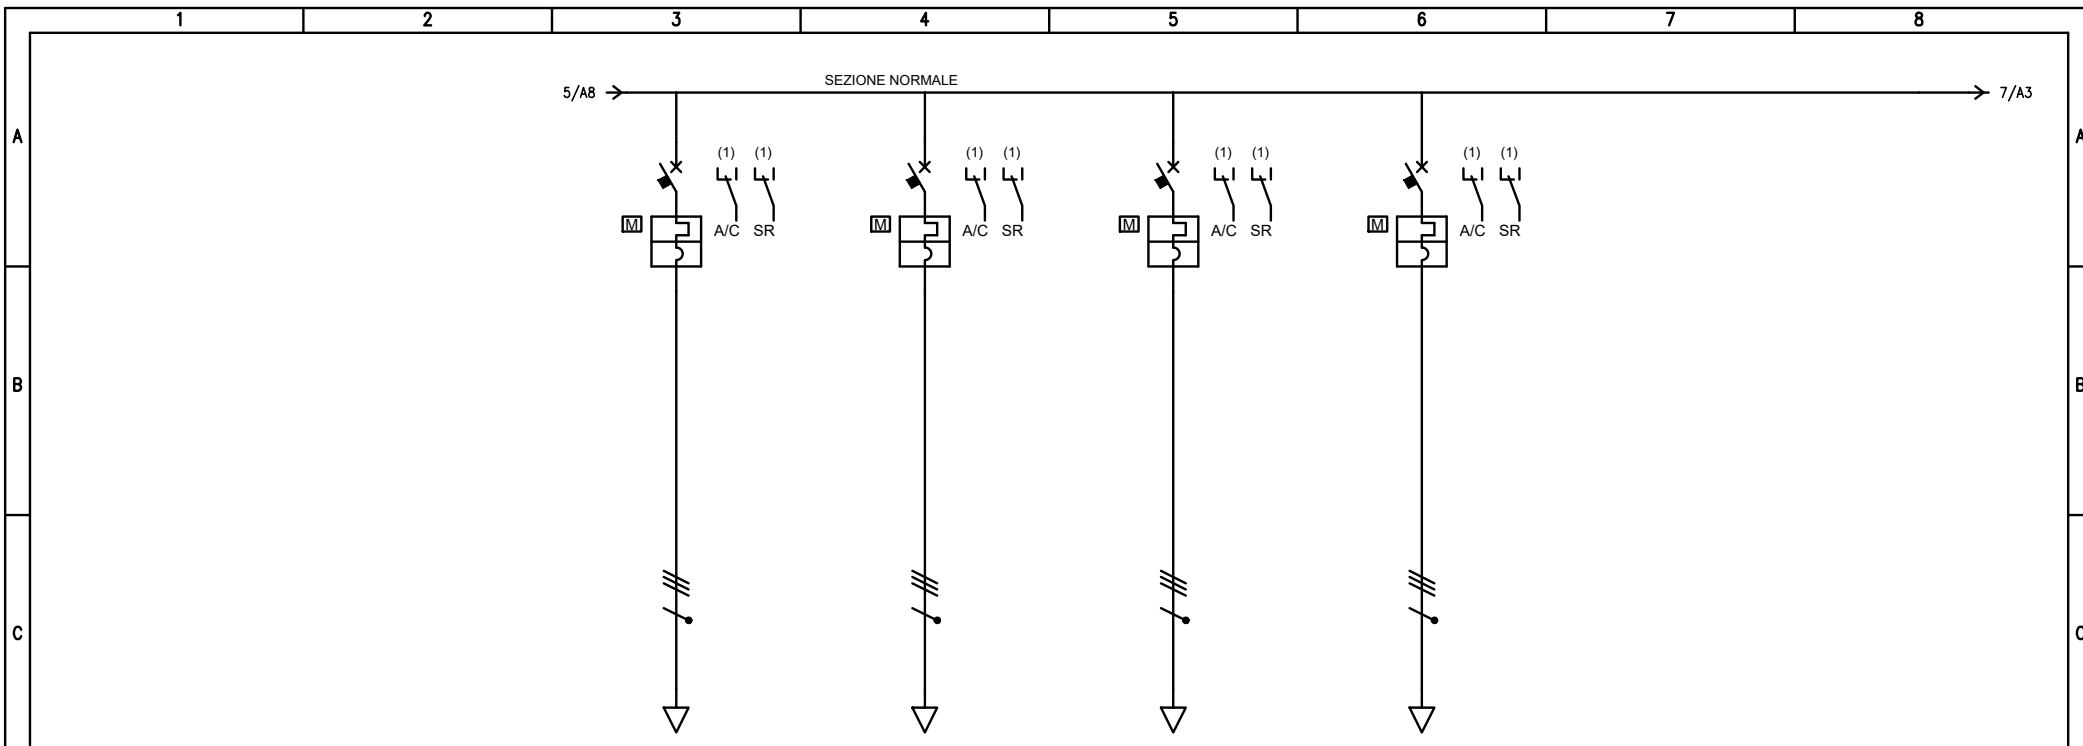 1 2 3 4 5 6 7 8
SEZIONE NORMALE
5/A8 7/A3
A A
(1) (1) (1) (1) (1) (1) (1) (1)
M A/C SR M A/C SR M A/C SR M A/C SR
B B
C C